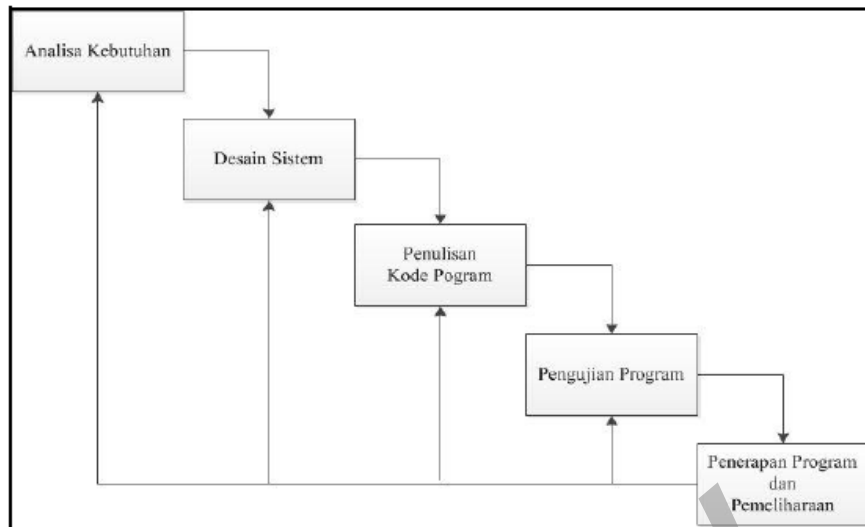 Analisa Kebutuhan
Desain Sistem
Penulisan
Kode Pogram
Pengujian Program
Penerapan Program
dan
Pemeliharaan